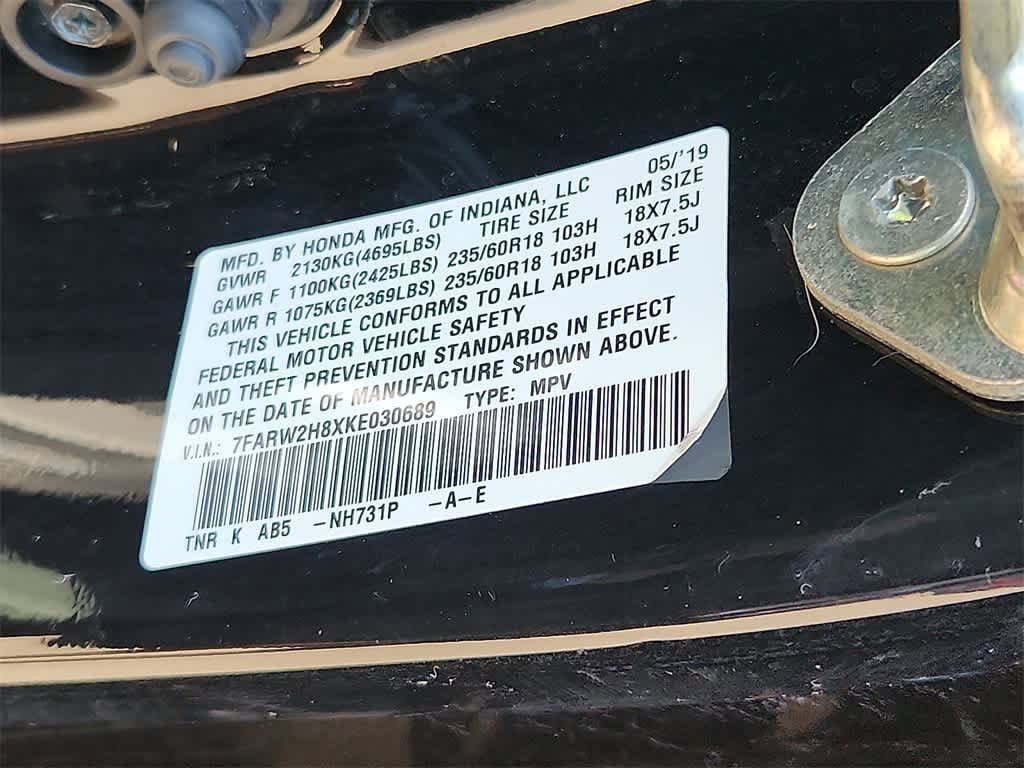 MFD. BY HONDA MFG. OF INDIANA, LLC 05/'19
GVWR 2130KG(4695LBS) TIRE SIZE RIM SIZE
GAWR F 1100KG(2425LBS) 235/60R18 103H 18X7.5J
GAWR R 1075KG(2369LBS) 235/60R18 103H 18X7.5J
THIS VEHICLE CONFORMS TO ALL APPLICABLE
FEDERAL MOTOR VEHICLE SAFETY
AND THEFT PREVENTION STANDARDS IN EFFECT
ON THE DATE OF MANUFACTURE SHOWN ABOVE.
V.I.N.: 7FARW2H8XKE030689 TYPE: MPV
TNR K AB5 -NH731P -A-E